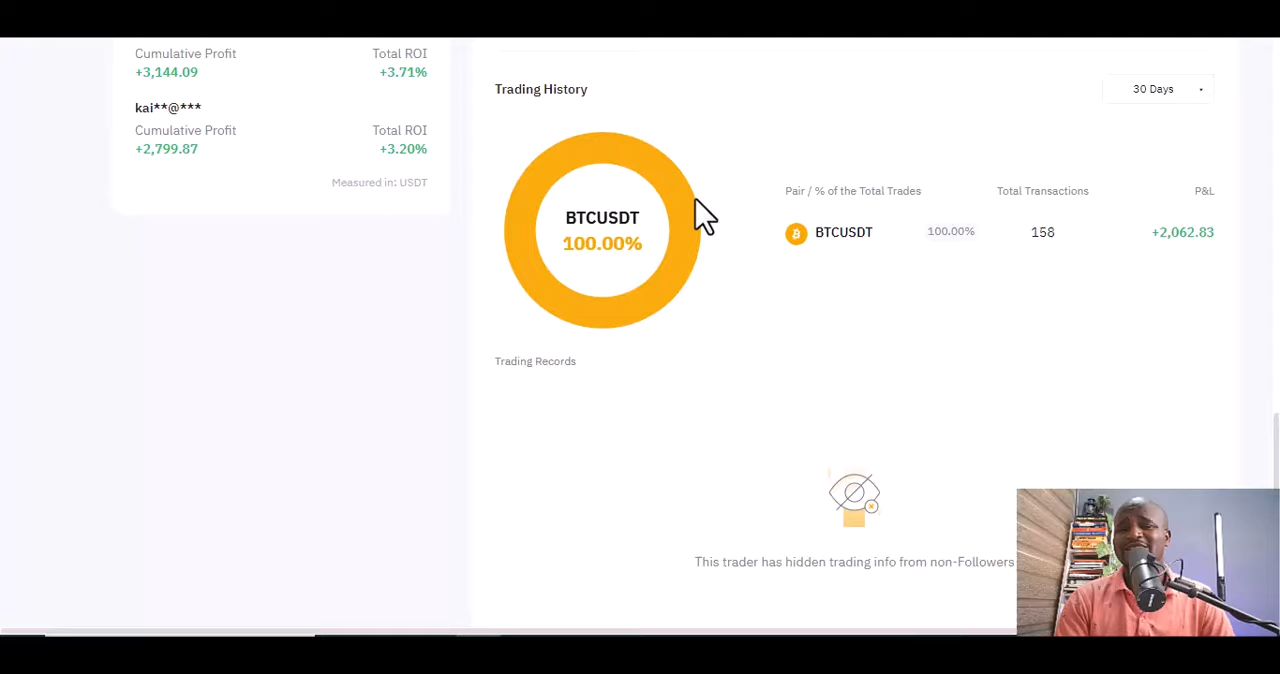 Cumulative Profit Total ROI
+3,144.09 +3.71%
kai**@***
Cumulative Profit Total ROI
+2,799.87 +3.20%
Measured in: USDT
Trading History
30 Days
BTCUSDT
100.00%
Pair / % of the Total Trades Total Transactions P&L
BTCUSDT 100.00% 158 +2,062.83
Trading Records
This trader has hidden trading info from non-Followers